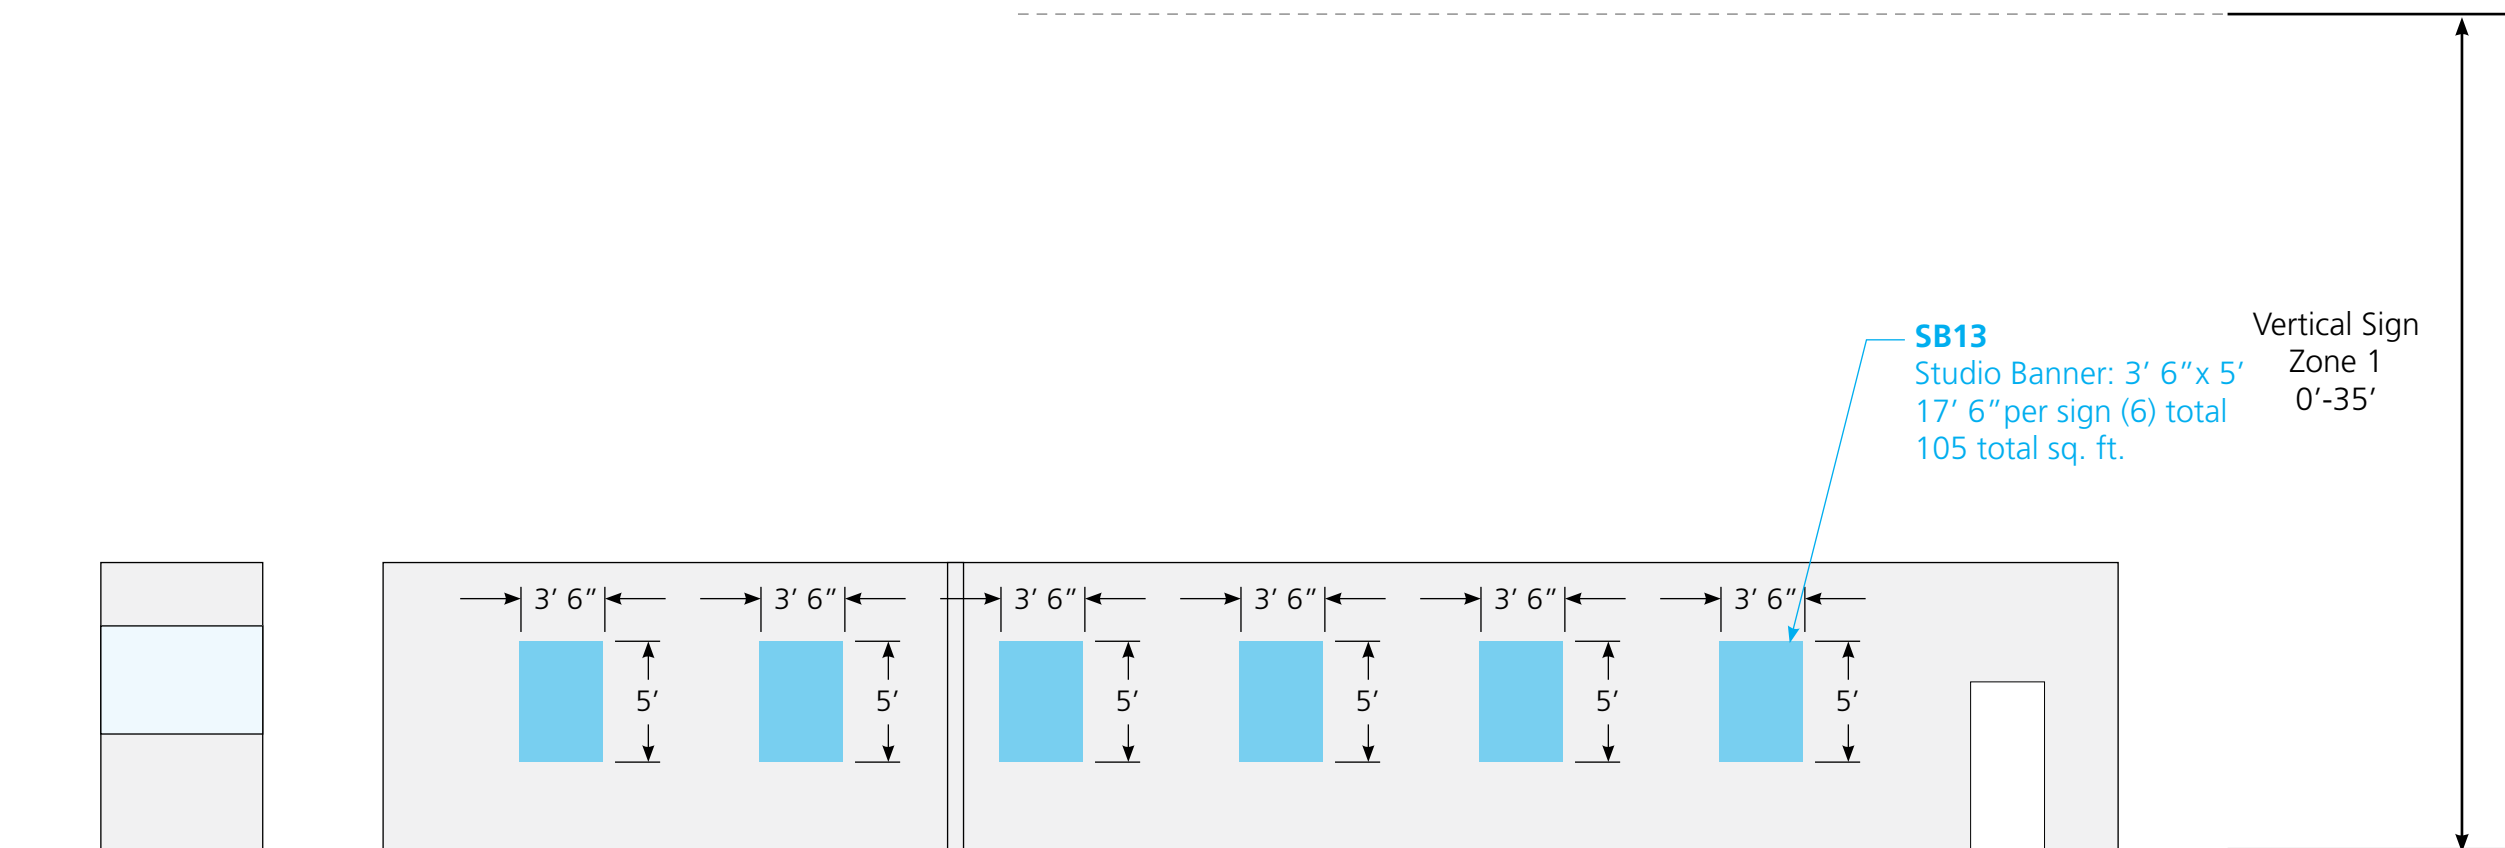 SB13
Studio Banner: 3’ 6”x 5’
17’ 6”per sign (6) total
105 total sq. ft.
Vertical Sign
Zone 1
0’-35’
3’ 6”
3’ 6”
3’ 6”
3’ 6”
3’ 6”
3’ 6”
5’
5’
5’
5’
5’
5’